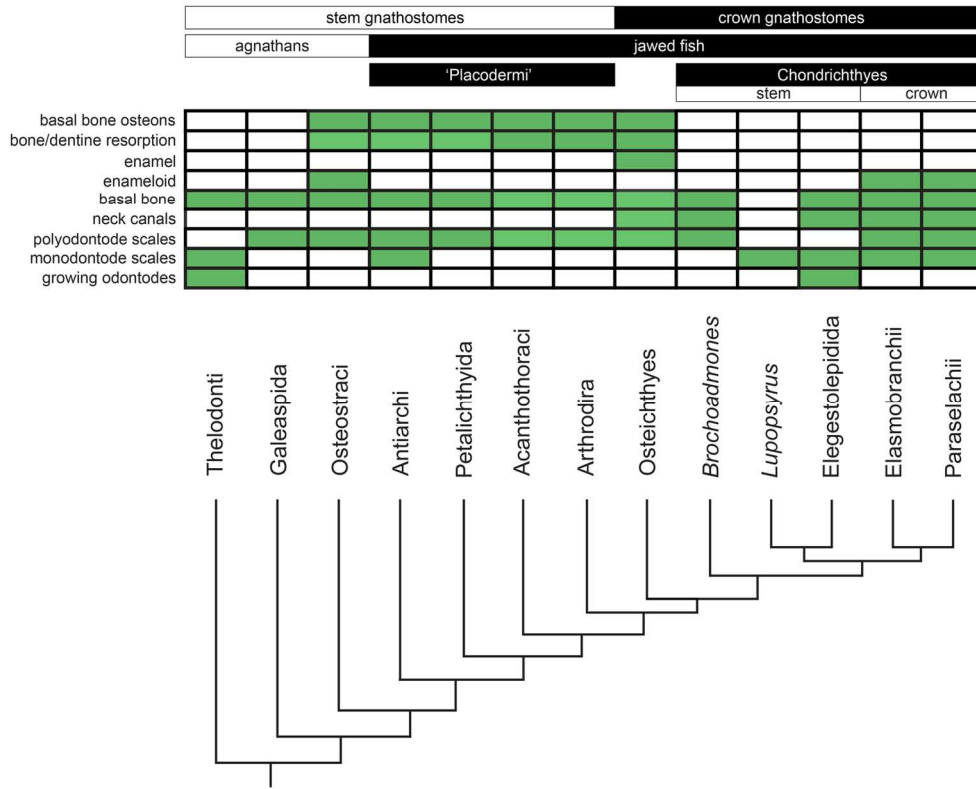 stem gnathostomes
crown gnathostomes
agnathans
jawed fish
'Placodermi'
Chondrichthyes
stem
crown
basal bone osteons
bone/dentine resorption
enamel
enameloid
basal bone
neck canals
polyodontode scales
monodontode scales
growing odontodes
Thelodonti
Galeaspida
Osteostraci
Antiarchi
Petalichthyida
Acanthothoraci
Arthrodira
Osteichthyes
Brochoadmones
Lupopsyrus
Elegestolepidida
Elasmobranchii
Paraselachii